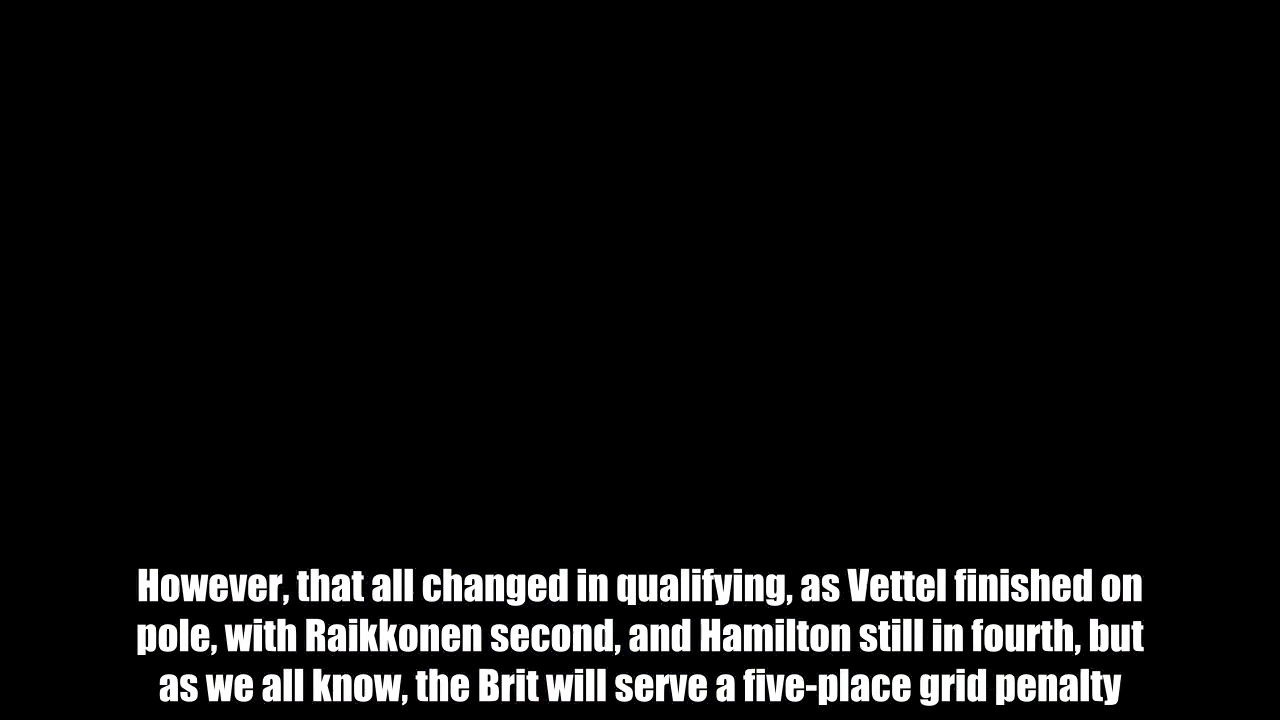 However, that all changed in qualifying, as Vettel finished on
pole, with Raikkonen second, and Hamilton still in fourth, but
as we all know, the Brit will serve a five-place grid penalty